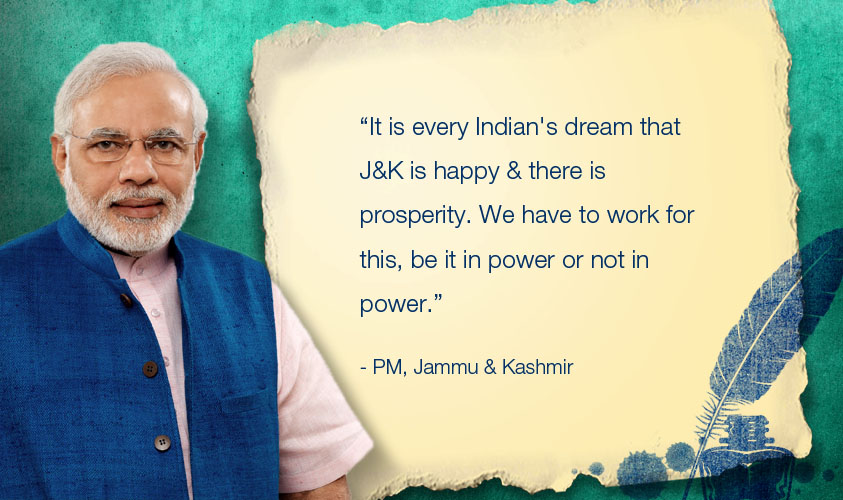 “It is every Indian's dream that
J&K is happy & there is
prosperity. We have to work for
this, be it in power or not in
power.”
- PM, Jammu & Kashmir